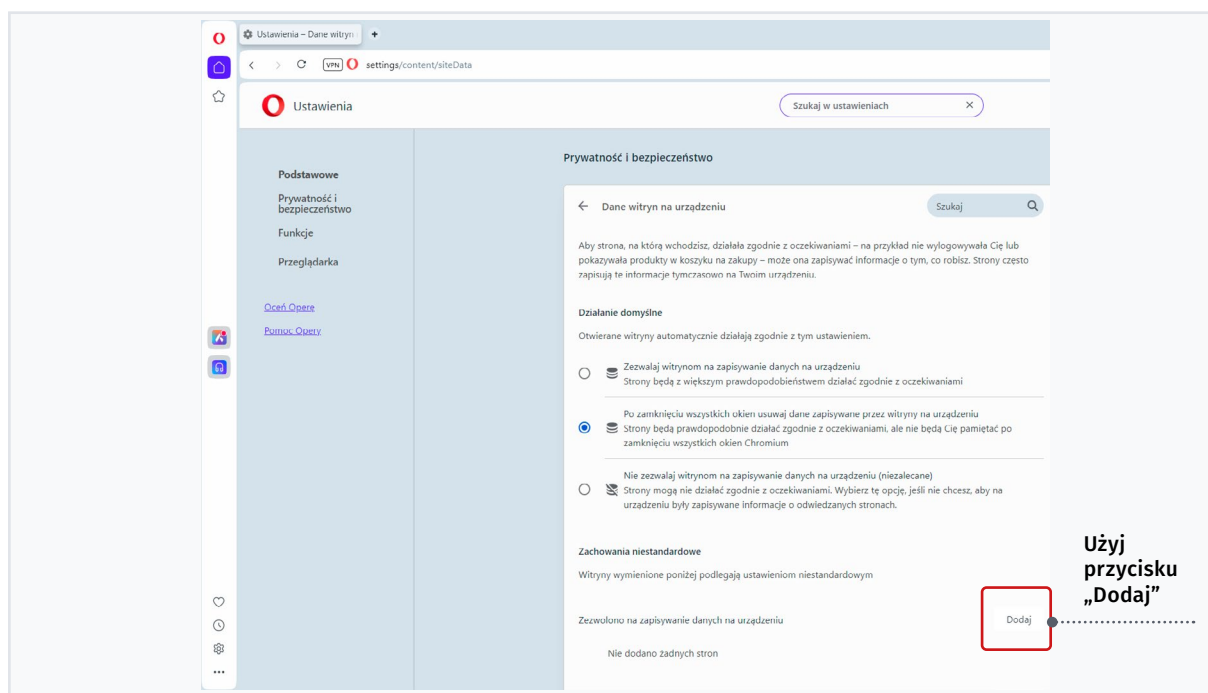 Ustawienia – Dane witryn
VPN
settings/content/siteData
Ustawienia
Szukaj w ustawieniach
Podstawowe
Prywatność i
bezpieczeństwo
Funkcje
Przeglądarka
Oceń Operę
Pomoc Opery
Prywatność i bezpieczeństwo
Dane witryn na urządzeniu
Szukaj
Aby strona, na którą wchodzisz, działała zgodnie z oczekiwaniami – na przykład nie wylogowywała Cię lub
pokazywała produkty w koszyku na zakupy – może ona zapisywać informacje o tym, co robisz. Strony często
zapisują te informacje tymczasowo na Twoim urządzeniu.
Działanie domyślne
Otwierane witryny automatycznie działają zgodnie z tym ustawieniem.
Zezwalaj witrynom na zapisywanie danych na urządzeniu
Strony będą z większym prawdopodobieństwem działać zgodnie z oczekiwaniami
Po zamknięciu wszystkich okien usuwaj dane zapisywane przez witryny na urządzeniu
Strony będą prawdopodobnie działać zgodnie z oczekiwaniami, ale nie będą Cię pamiętać po
zamknięciu wszystkich okien Chromium
Nie zezwalaj witrynom na zapisywanie danych na urządzeniu (niezalecane)
Strony mogą nie działać zgodnie z oczekiwaniami. Wybierz tę opcję, jeśli nie chcesz, aby na
urządzeniu były zapisywane informacje o odwiedzanych stronach.
Zachowania niestandardowe
Witryny wymienione poniżej podlegają ustawieniom niestandardowym
Zezwolono na zapisywanie danych na urządzeniu
Dodaj
Nie dodano żadnych stron
Użyj
przycisku
„Dodaj”